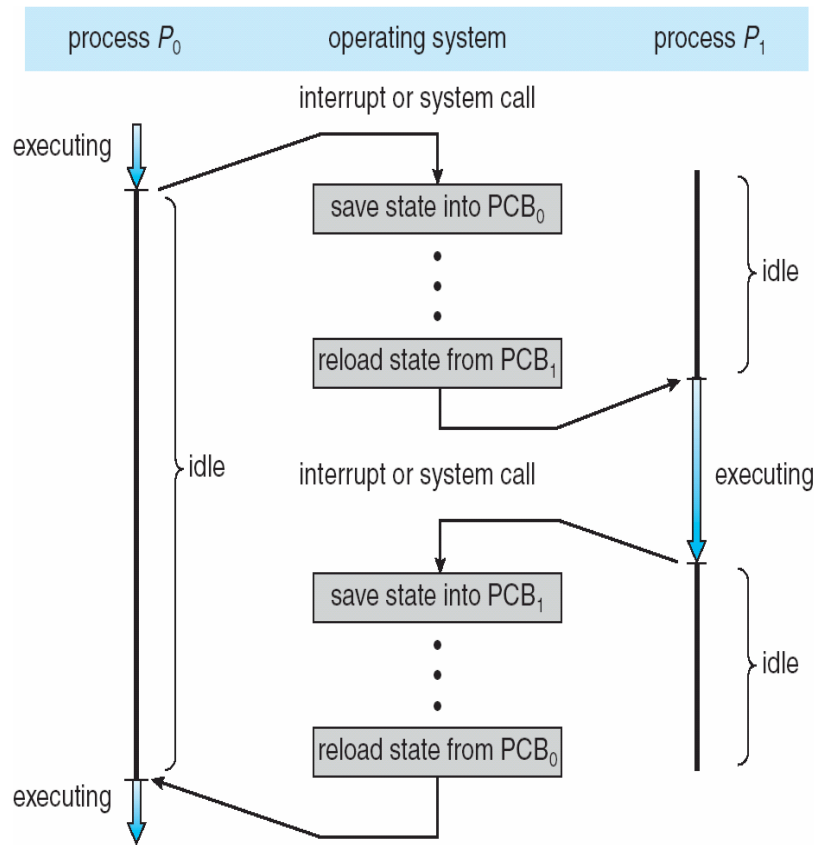 process P₀ operating system process P₁
interrupt or system call
executing
save state into PCB₀
idle
reload state from PCB₁
idle
interrupt or system call
executing
save state into PCB₁
idle
reload state from PCB₀
executing